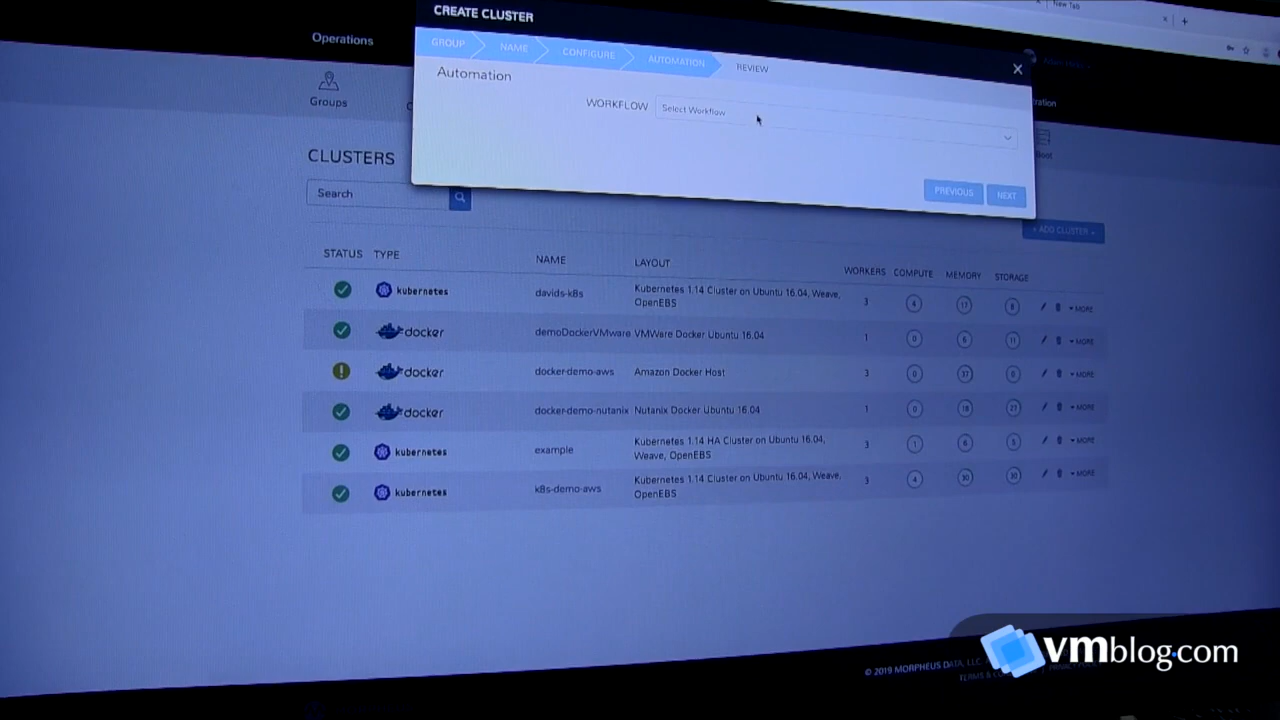 New Tab
CREATE CLUSTER
Operations
GROUP NAME CONFIGURE AUTOMATION REVIEW
Automation
Groups
WORKFLOW Select Workflow
Boot
CLUSTERS
Search
PREVIOUS NEXT
+ ADD CLUSTER
STATUS TYPE NAME LAYOUT WORKERS COMPUTE MEMORY STORAGE
kubernetes davids-k8s Kubernetes 1.14 Cluster on Ubuntu 16.04, Weave, OpenEBS 3 4 17 8 MORE
docker demoDockerVMware VMWare Docker Ubuntu 16.04 1 0 6 11 MORE
docker docker-demo-aws Amazon Docker Host 3 0 37 0 MORE
docker docker-demo-nutanix Nutanix Docker Ubuntu 16.04 1 0 18 27 MORE
kubernetes example Kubernetes 1.14 HA Cluster on Ubuntu 16.04, Weave, OpenEBS 3 1 6 5 MORE
kubernetes k8s-demo-aws Kubernetes 1.14 Cluster on Ubuntu 16.04, Weave, OpenEBS 3 4 30 30 MORE
vmblog.com
© 2019 MORPHEUS DATA, LLC.